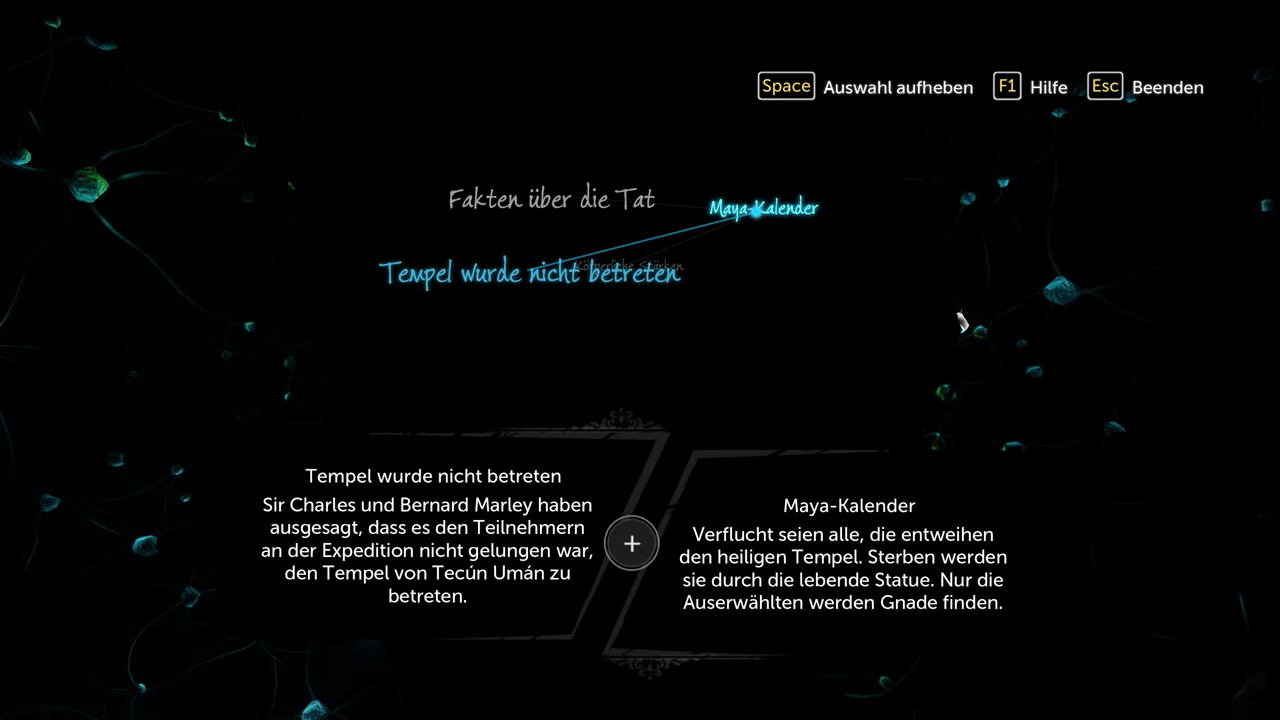 Space Auswahl aufheben F1 Hilfe Esc Beenden
Fakten über die Tat
Maya-Kalender
Körperliche Stärken
Tempel wurde nicht betreten
Tempel wurde nicht betreten
Sir Charles und Bernard Marley haben
ausgesagt, dass es den Teilnehmern
an der Expedition nicht gelungen war,
den Tempel von Tecún Umán zu
betreten.
+
Maya-Kalender
Verflucht seien alle, die entweihen
den heiligen Tempel. Sterben werden
sie durch die lebende Statue. Nur die
Auserwählten werden Gnade finden.